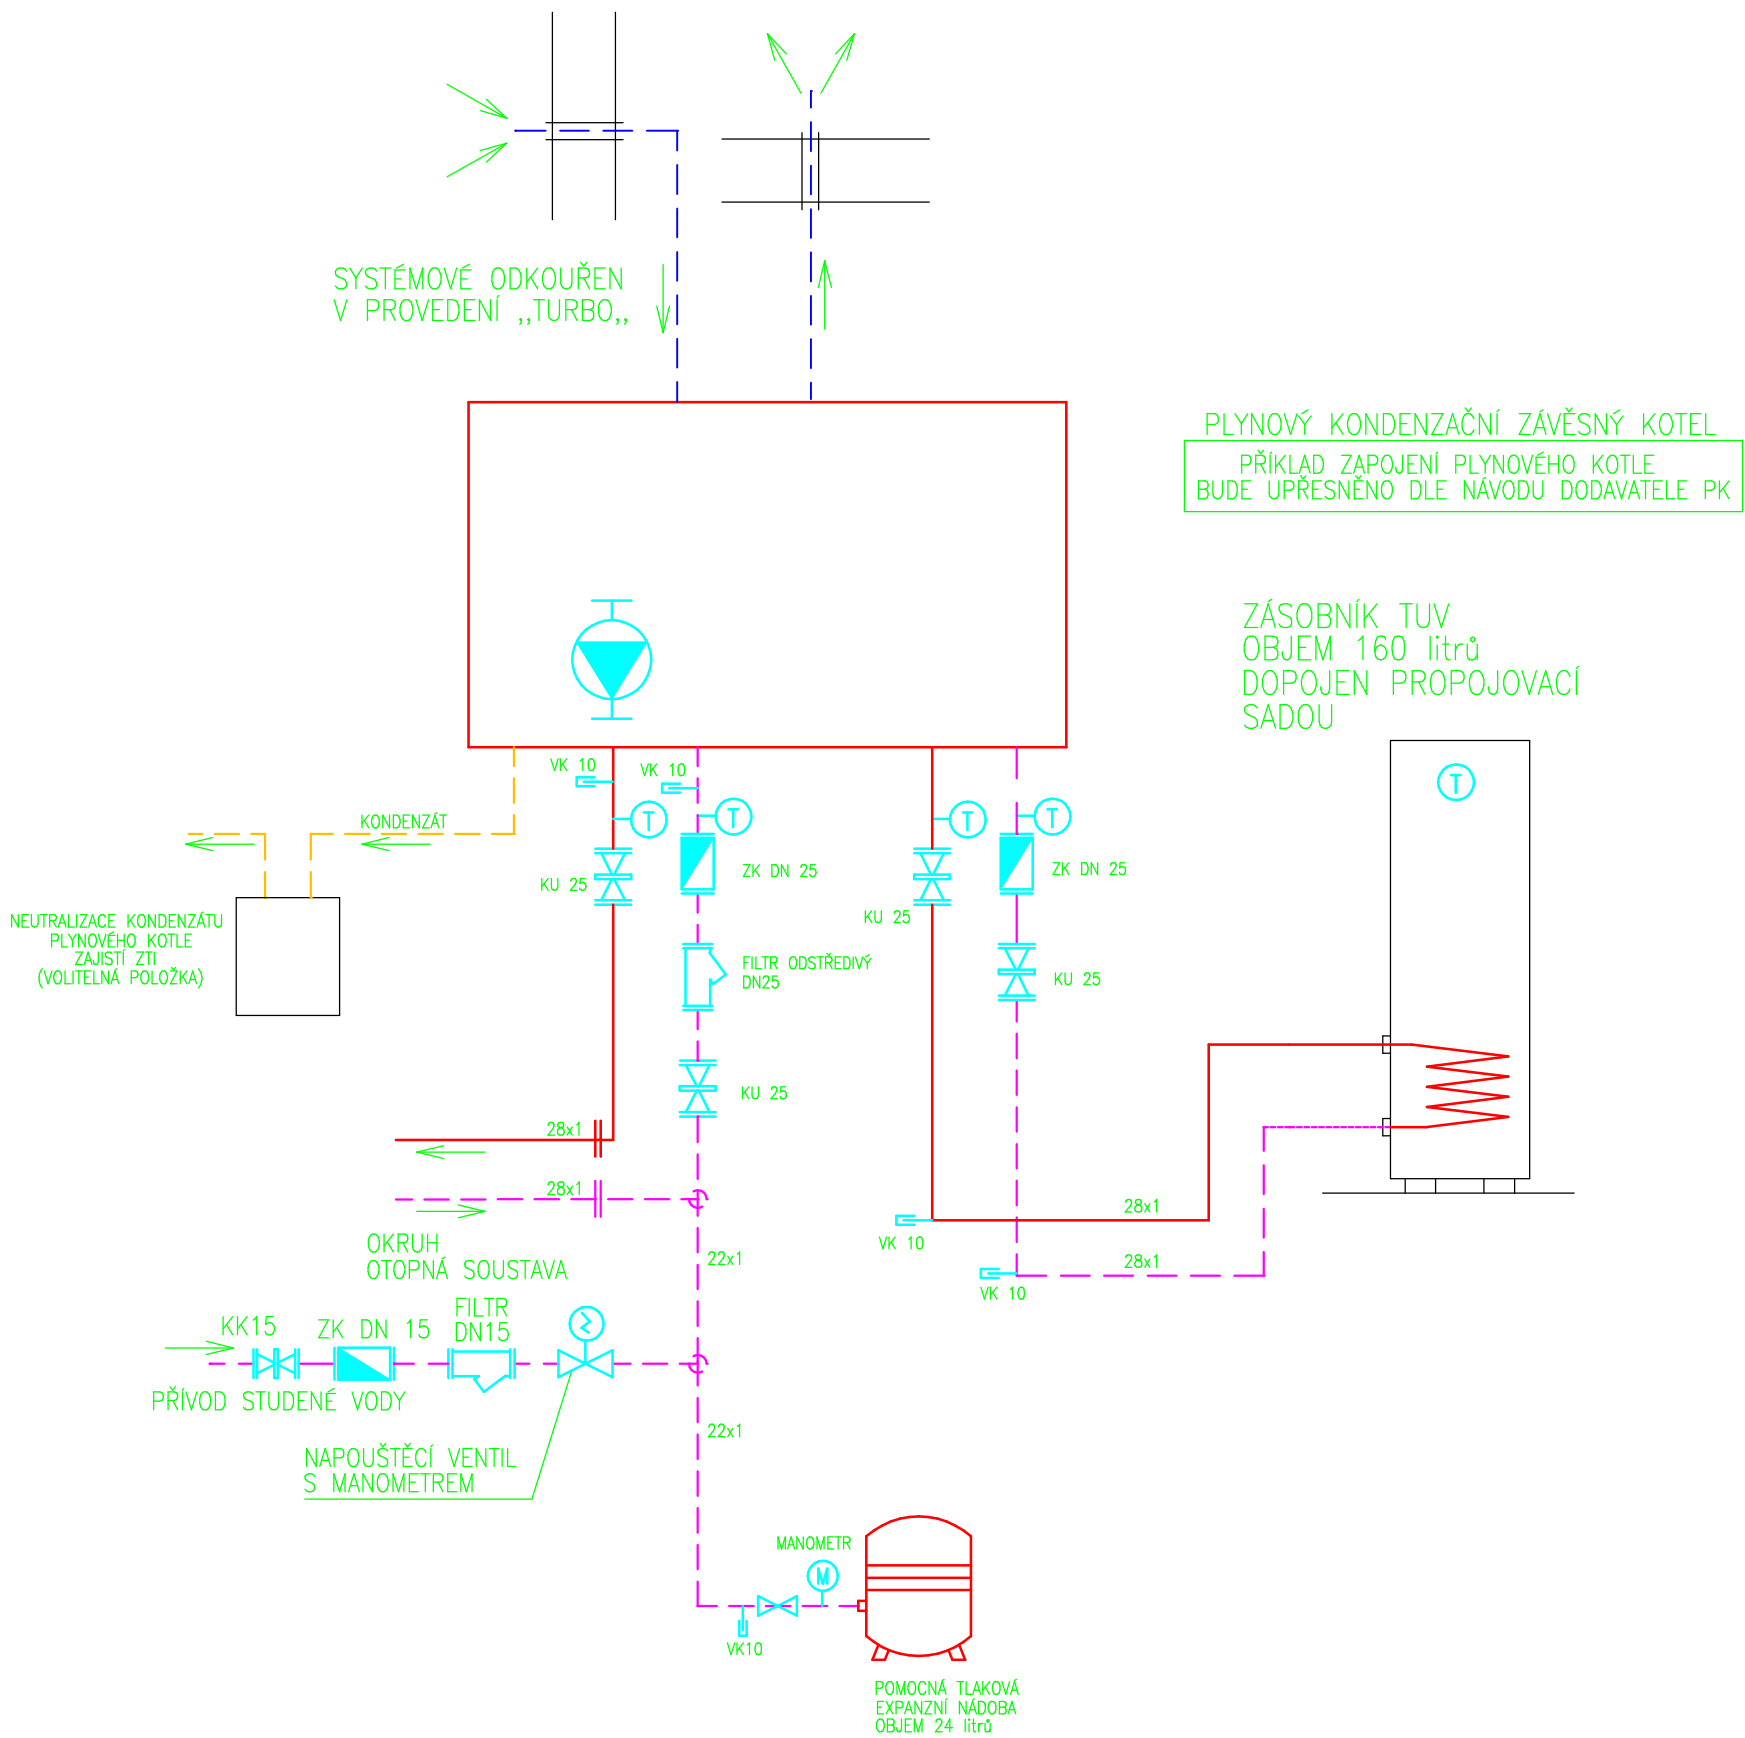 SYSTÉMOVÉ ODKOUŘEN
V PROVEDENÍ ,,TURBO,,
PLYNOVÝ KONDENZAČNÍ ZÁVĚSNÝ KOTEL
PŘÍKLAD ZAPOJENÍ PLYNOVÉHO KOTLE
BUDE UPŘESNĚNO DLE NÁVODU DODAVATELE PK
ZÁSOBNÍK TUV
OBJEM 160 litrů
DOPOJEN PROPOJOVACÍ
SADOU
T
VK 10
VK 10
T
T
T
T
KONDENZÁT
KU 25
ZK DN 25
KU 25
ZK DN 25
NEUTRALIZACE KONDENZÁTU
PLYNOVÉHO KOTLE
ZAJISTÍ ZTI
(VOLITELNÁ POLOŽKA)
FILTR ODSTŘEDIVÝ
DN25
KU 25
KU 25
28x1
28x1
28x1
VK 10
28x1
VK 10
OKRUH
OTOPNÁ SOUSTAVA
22x1
KK15
ZK DN 15
FILTR
DN15
PŘÍVOD STUDENÉ VODY
22x1
NAPOUŠTĚCÍ VENTIL
S MANOMETREM
MANOMETR
M
VK10
POMOCNÁ TLAKOVÁ
EXPANZNÍ NÁDOBA
OBJEM 24 litrů